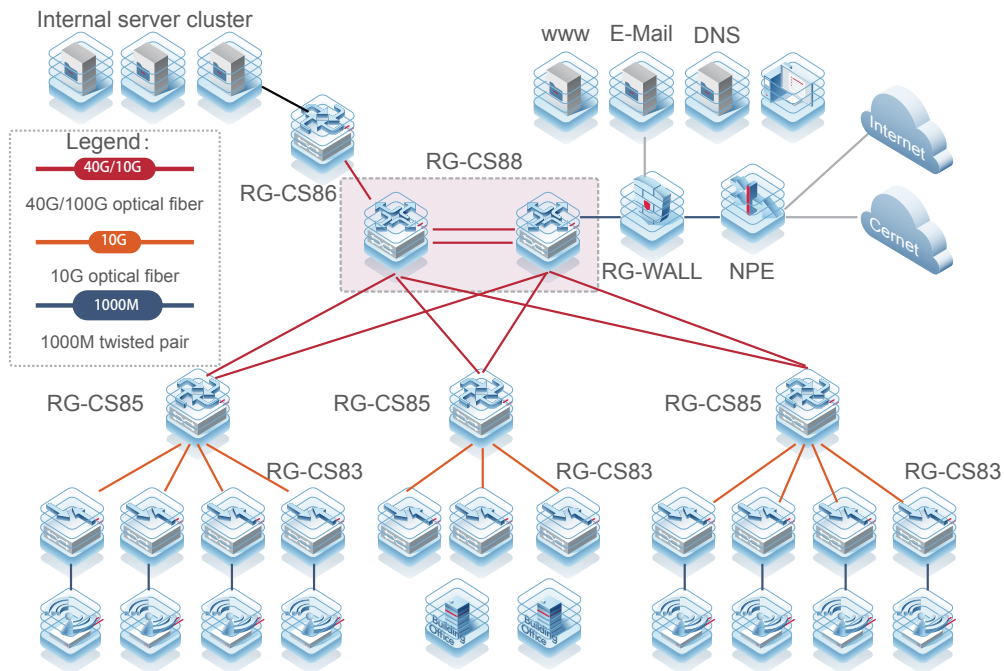 Internal server cluster
www
E-Mail
DNS
Internet
Legend：
RG-CS88
40G/10G
RG-CS86
40G/100G optical fiber
Cernet
10G
RG-WALL
NPE
10G optical fiber
1000M
1000M twisted pair
RG-CS85
RG-CS85
RG-CS85
RG-CS83
RG-CS83
RG-CS83
Building
Office
Building
Office